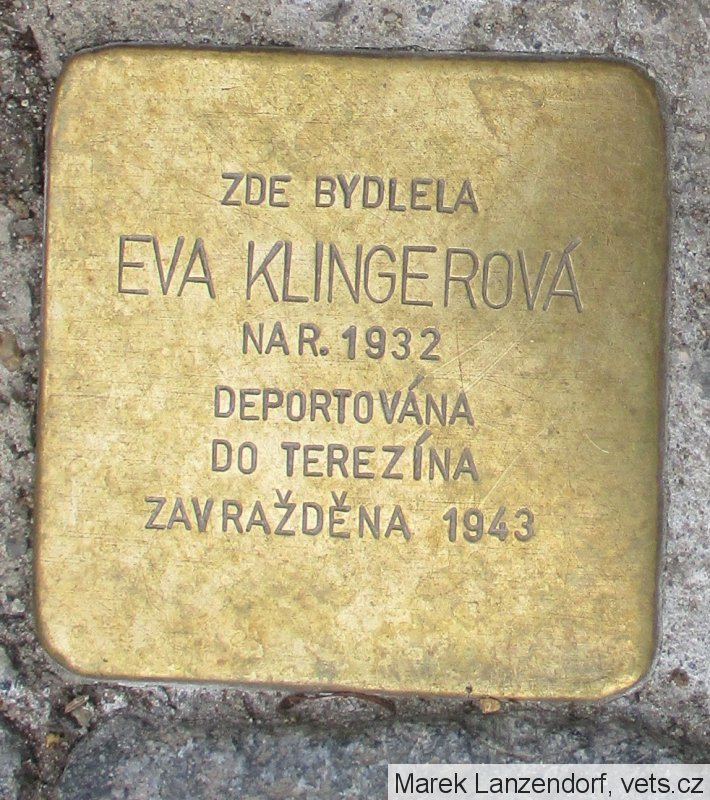 ZDE BYDLELA
EVA KLINGEROVÁ
NAR. 1932
DEPORTOVÁNA
DO TEREZÍNA
ZAVRAŽDĚNA 1943
Marek Lanzendorf, vets.cz